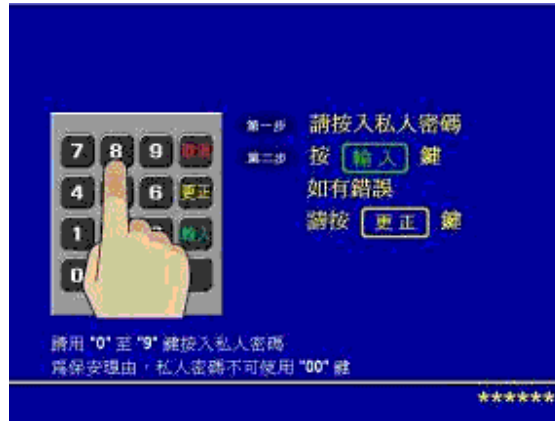 第一步 請按入私人密碼
第二步 按 輸入 鍵
如有錯誤
請按 更正 鍵
7 8 9 取消
4 6 更正
1 輸入
0
請用 "0" 至 "9" 鍵按入私人密碼
爲保安理由，私人密碼不可使用 "00" 鍵
******